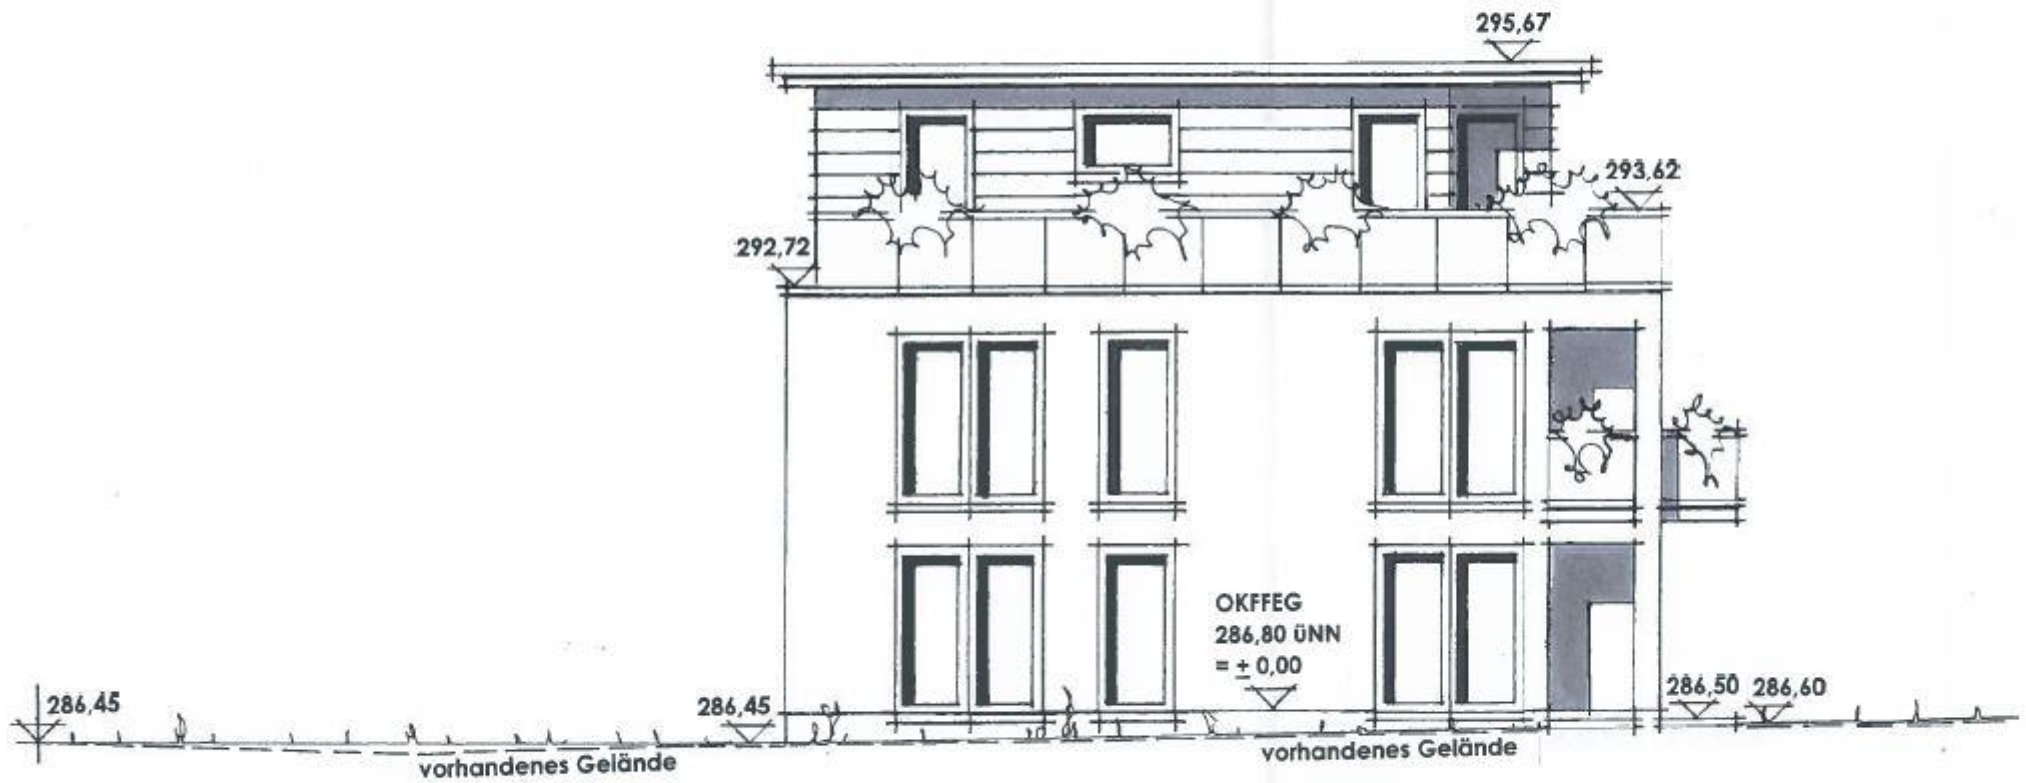 295,67
293,62
292,72
OKFFEG
286,80 üNN
= ± 0,00
286,45
286,45
286,50
286,60
vorhandenes Gelände
vorhandenes Gelände